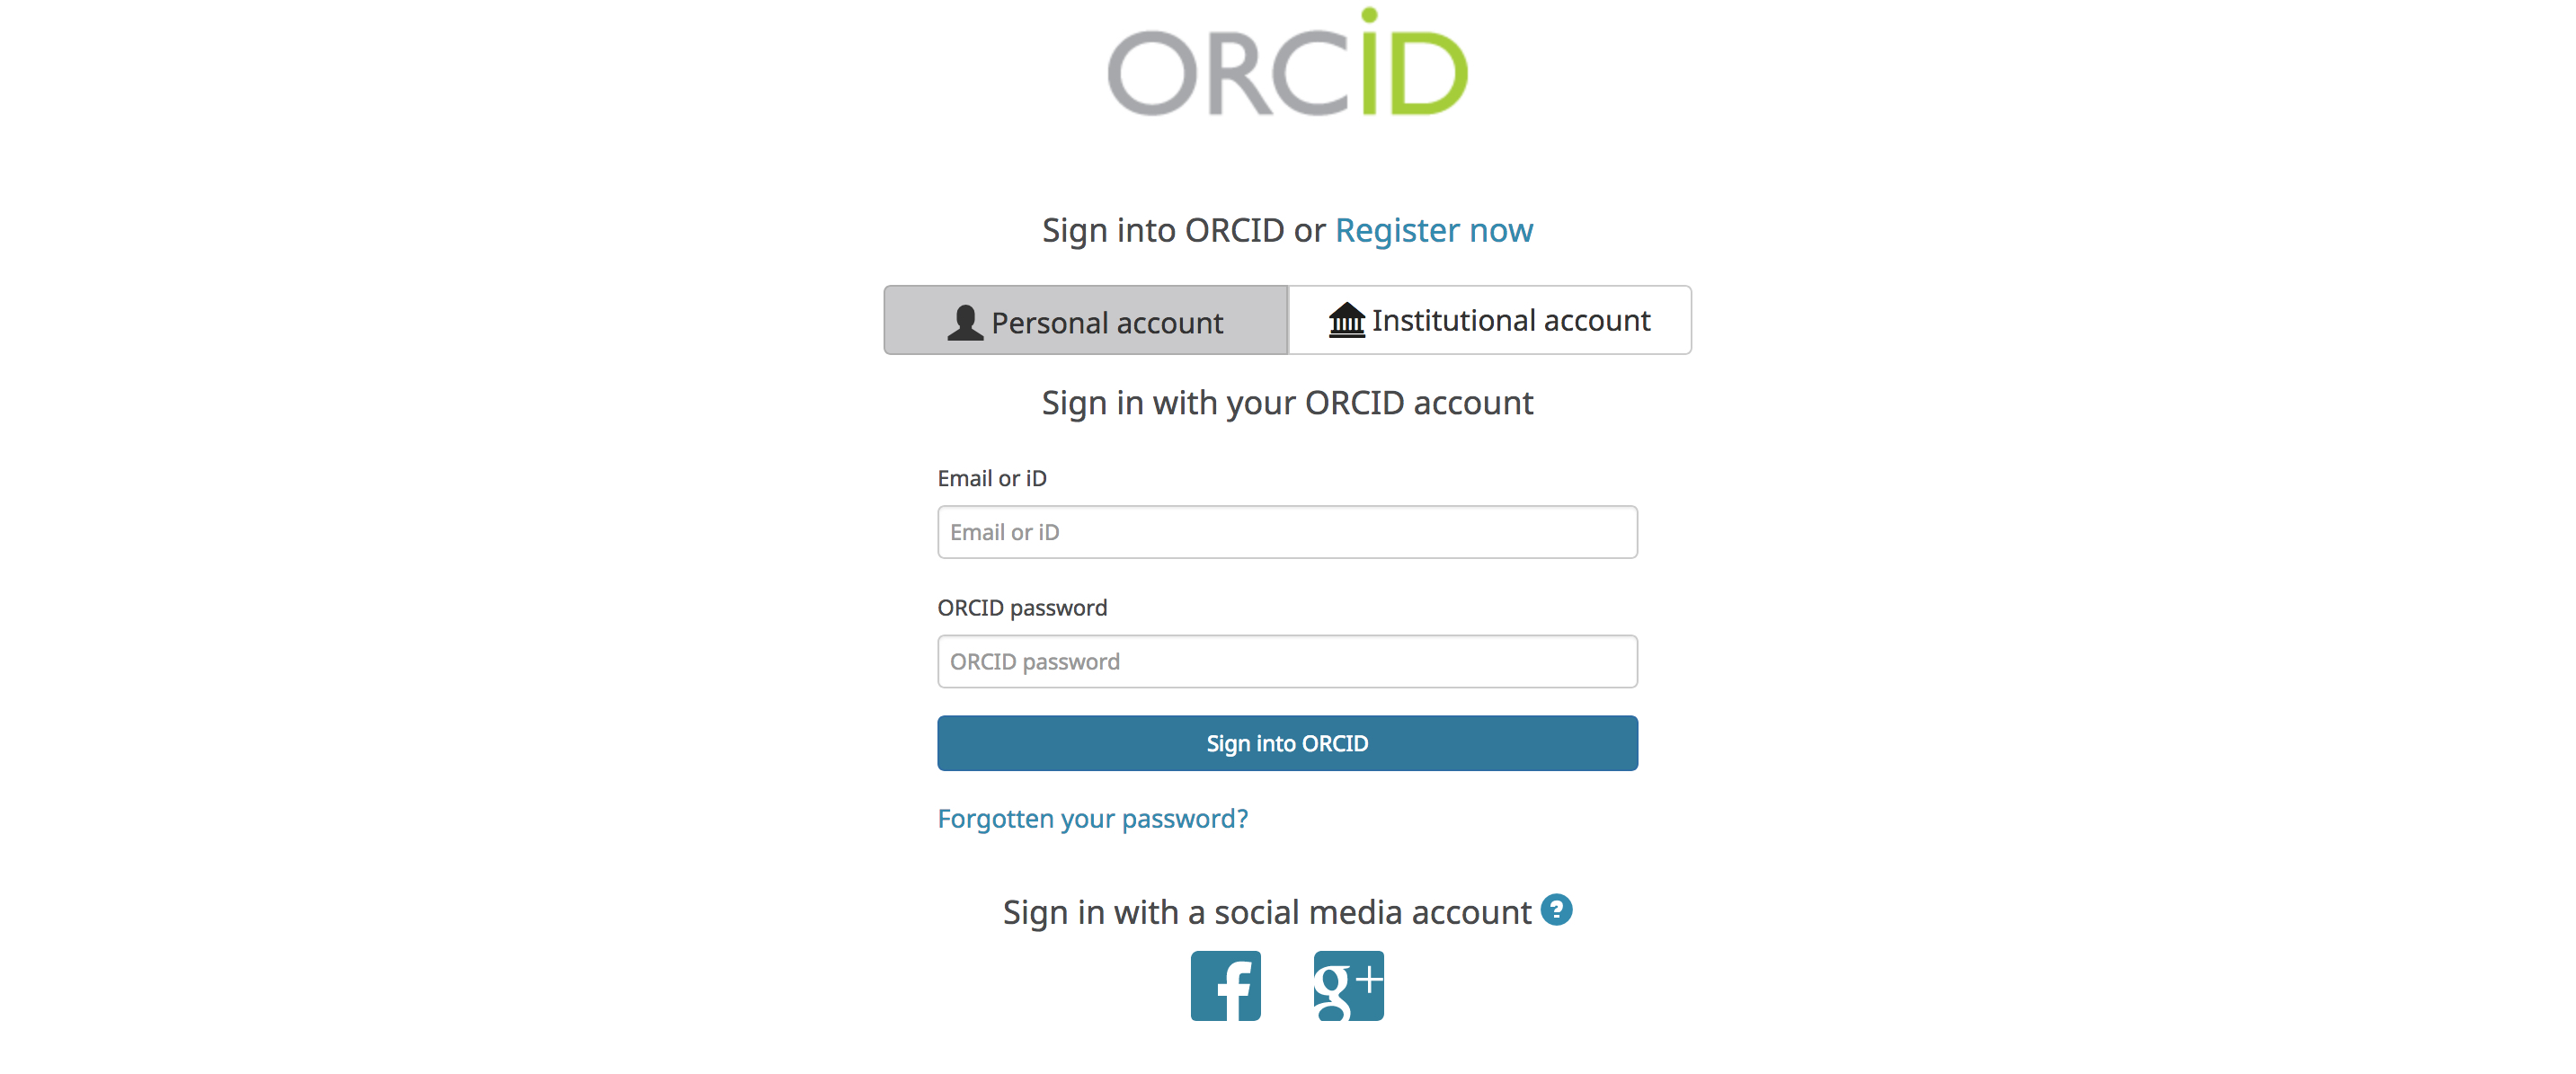 ORCiD
Sign into ORCID or Register now
Personal account
Institutional account
Sign in with your ORCID account
Email or iD
Email or iD
ORCID password
ORCID password
Sign into ORCID
Forgotten your password?
Sign in with a social media account ?
f
g+